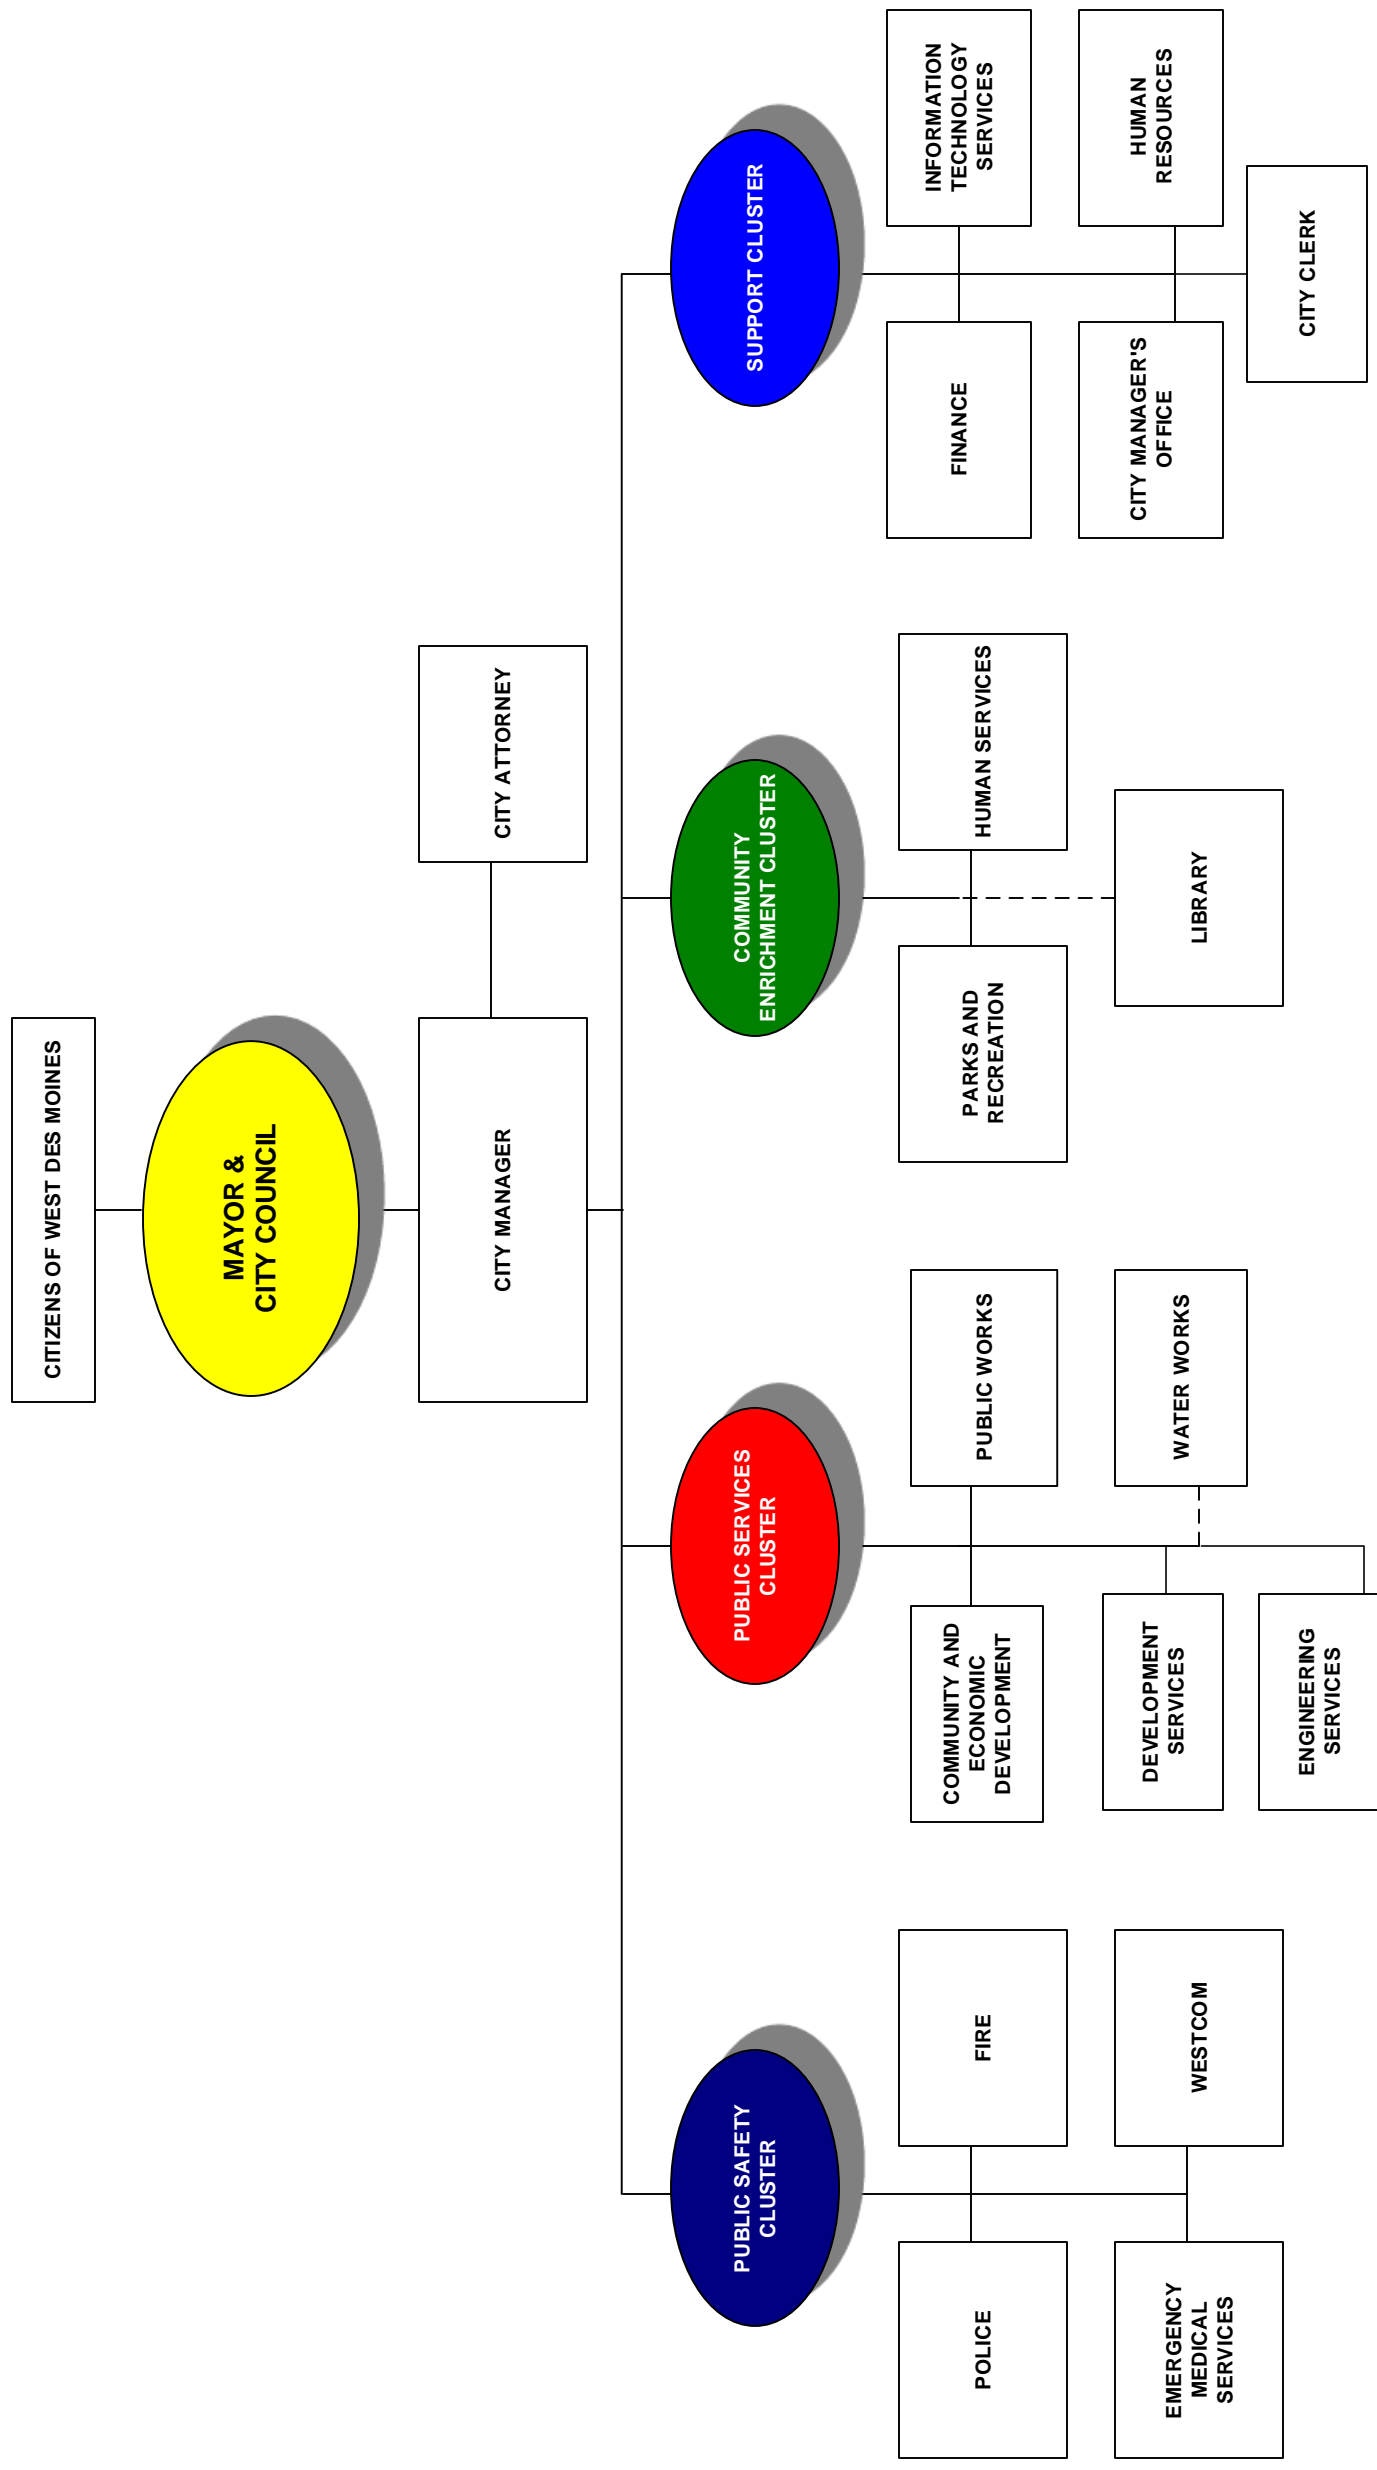 CITIZENS OF WEST DES MOINES
MAYOR &
CITY COUNCIL
CITY MANAGER
CITY ATTORNEY
PUBLIC SAFETY
CLUSTER
PUBLIC SERVICES
CLUSTER
COMMUNITY
ENRICHMENT CLUSTER
SUPPORT CLUSTER
POLICE
FIRE
EMERGENCY
MEDICAL
SERVICES
WESTCOM
COMMUNITY AND
ECONOMIC
DEVELOPMENT
PUBLIC WORKS
DEVELOPMENT
SERVICES
WATER WORKS
ENGINEERING
SERVICES
PARKS AND
RECREATION
HUMAN SERVICES
LIBRARY
FINANCE
INFORMATION
TECHNOLOGY
SERVICES
CITY MANAGER'S
OFFICE
HUMAN
RESOURCES
CITY CLERK